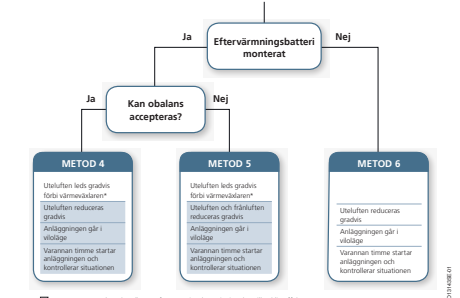 Ja
Eftervärmningsbatteri
monterat
Nej
Ja
Kan obalans
accepteras?
Nej
METOD 4
Uteluften leds gradvis
förbi värmeväxlaren*
Uteluften reduceras
gradvis
Anläggningen går i
viloläge
Varannan timme startar
anläggningen och
kontrollerar situationen
METOD 5
Uteluften leds gradvis
förbi värmeväxlaren*
Uteluften och frånluften
reduceras gradvis
Anläggningen går i
viloläge
Varannan timme startar
anläggningen och
kontrollerar situationen
METOD 6
Uteluften reduceras
gradvis
Anläggningen går i
viloläge
Varannan timme startar
anläggningen och
kontrollerar situationen